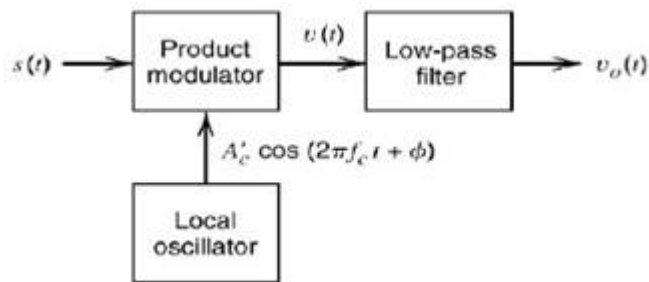 s(t)
Product
modulator
v(t)
Low-pass
filter
v_o(t)
A'_c cos (2πf_c t + ϕ)
Local
oscillator